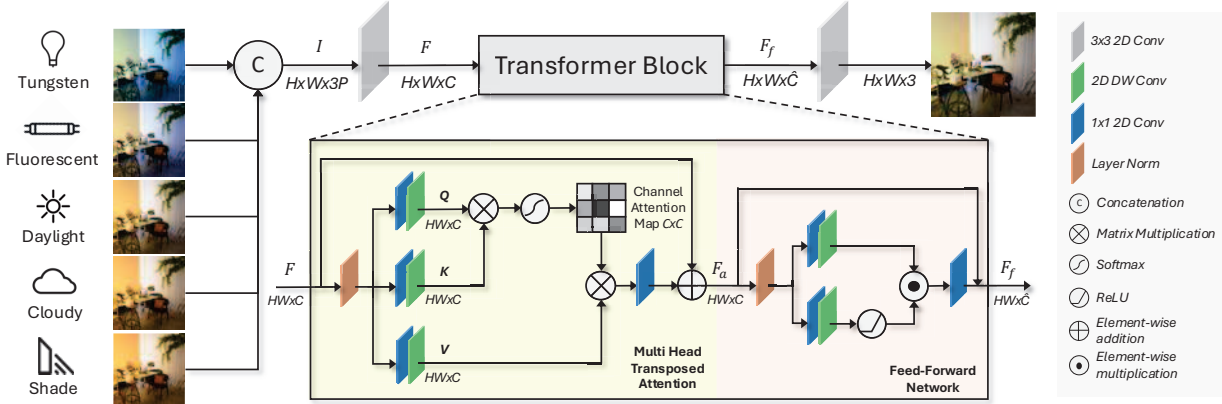 Tungsten
Fluorescent
Daylight
Cloudy
Shade
C
I
HxWx3P
F
HxWxC
Transformer Block
F_f
HxWxĈ
HxWx3
F
HWxC
Q
HWxC
K
HWxC
V
HWxC
Channel
Attention
Map CxC
Multi Head
Transposed
Attention
F_a
HWxC
Feed-Forward
Network
F_f
HWxĈ
3x3 2D Conv
2D DW Conv
1x1 2D Conv
Layer Norm
C
Concatenation
Matrix Multiplication
Softmax
ReLU
Element-wise
addition
Element-wise
multiplication